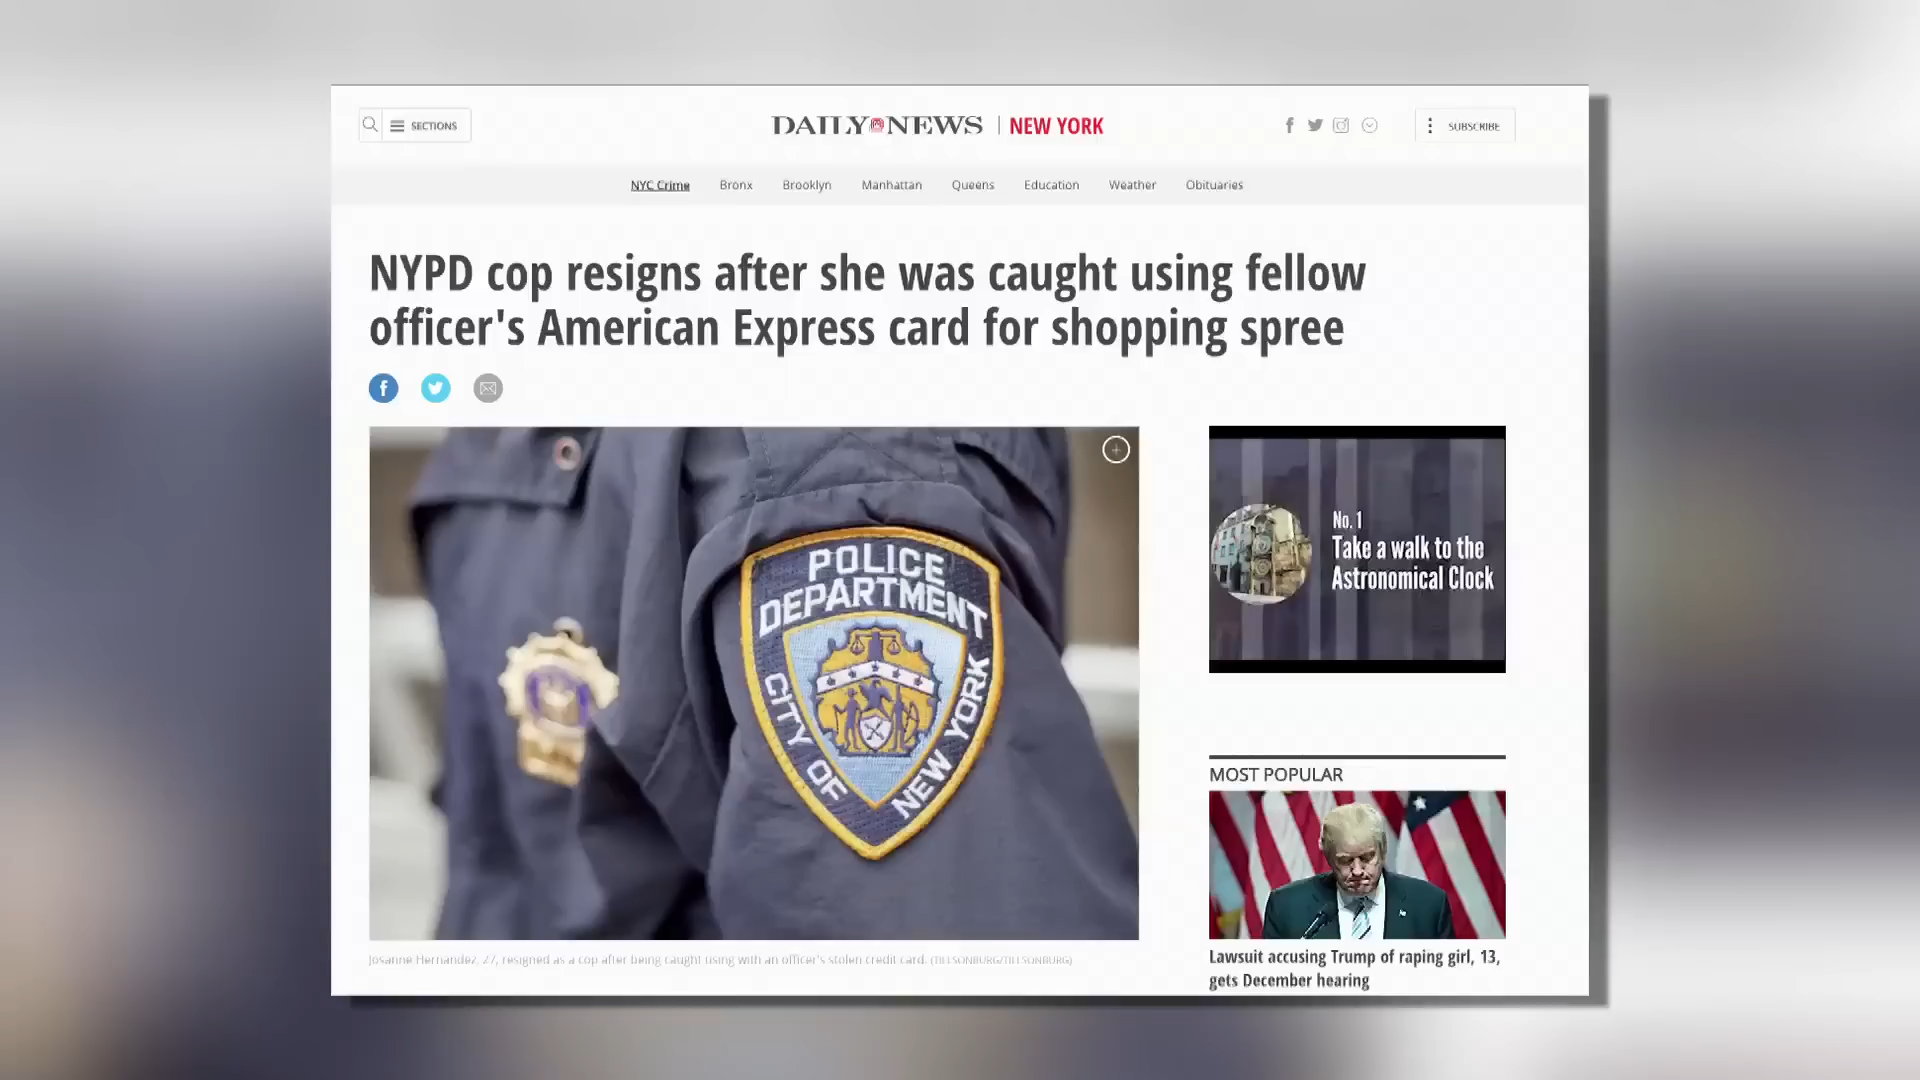 SECTIONS
DAILY NEWS | NEW YORK
SUBSCRIBE
NYC Crime Bronx Brooklyn Manhattan Queens Education Weather Obituaries
NYPD cop resigns after she was caught using fellow
officer's American Express card for shopping spree
POLICE
DEPARTMENT
CITY OF
NEW YORK
Josanne Hernandez, 27, resigned as a cop after being caught using with an officer's stolen credit card. (TILLSONBURG/TILLSONBURG)
No. 1
Take a walk to the
Astronomical Clock
MOST POPULAR
Lawsuit accusing Trump of raping girl, 13,
gets December hearing